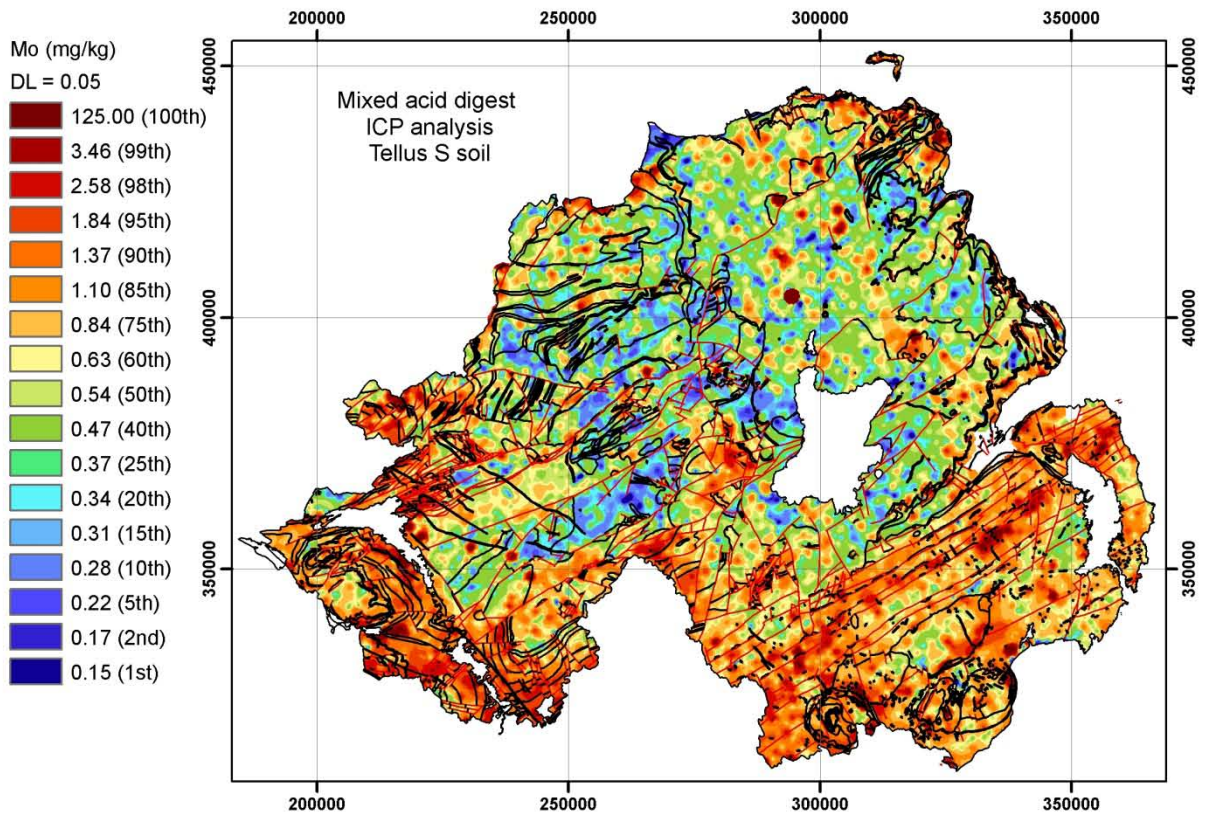 200000 250000 300000 350000
Mo (mg/kg)
DL = 0.05
125.00 (100th)
3.46 (99th)
2.58 (98th)
1.84 (95th)
1.37 (90th)
1.10 (85th)
0.84 (75th)
0.63 (60th)
0.54 (50th)
0.47 (40th)
0.37 (25th)
0.34 (20th)
0.31 (15th)
0.28 (10th)
0.22 (5th)
0.17 (2nd)
0.15 (1st)
Mixed acid digest
ICP analysis
Tellus S soil
450000
400000
350000
450000
400000
350000
200000 250000 300000 350000